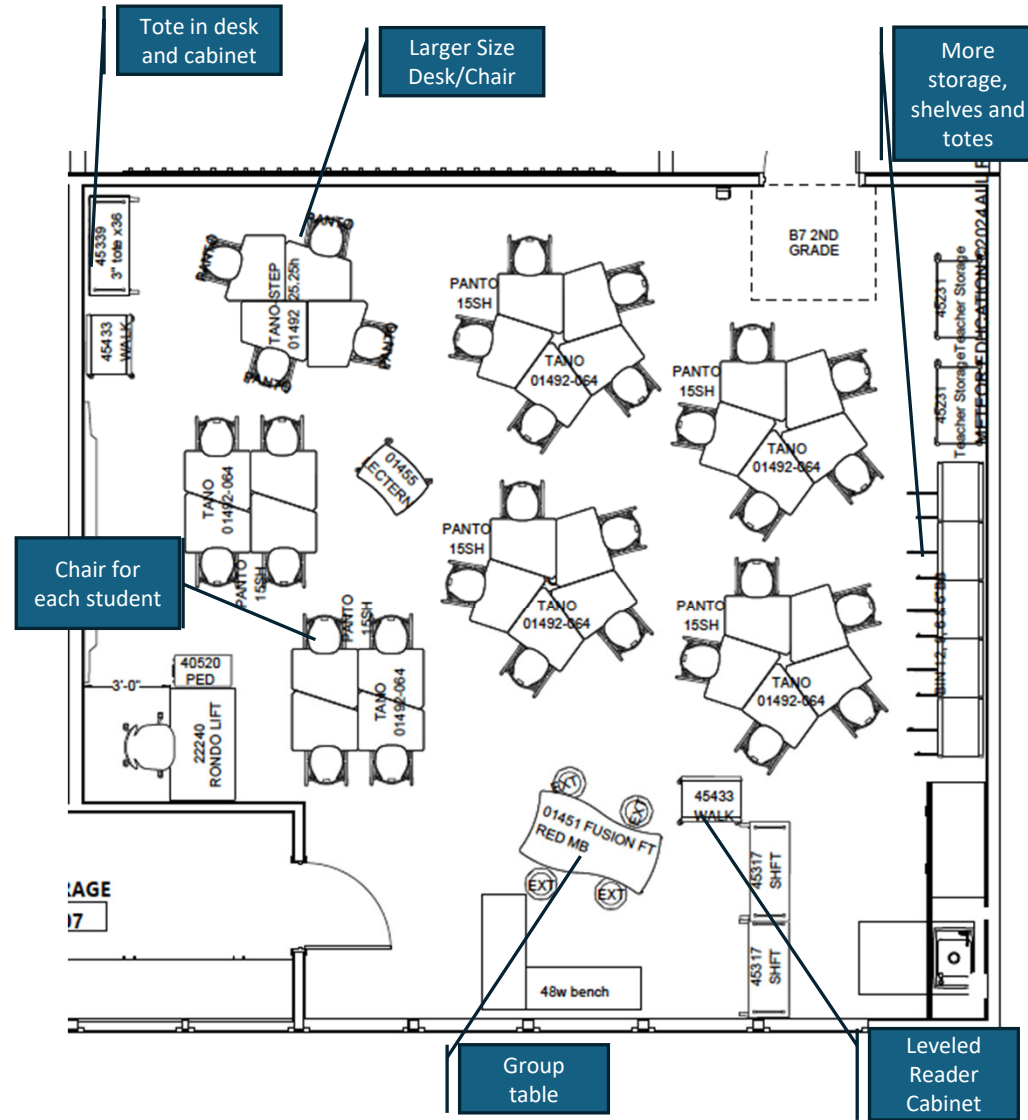 Tote in desk
and cabinet
Larger Size
Desk/Chair
More
storage,
shelves and
totes
45339
3" tote x36
45433
WALK
PANTO
PANTO
TANO-STEP
25.25h
01492
PANTO
PANTO
PANTO
15SH
TANO
01492-064
B7 2ND
GRADE
45231
Teacher Storage
45231
Teacher Storage
PANTO
15SH
TANO
01492-064
01455
LECTERN
TANO
01492-064
PANTO
15SH
PANTO
15SH
TANO
01492-064
PANTO
15SH
TANO
01492-064
Chair for
each student
PANTO
15SH
TANO
01492-064
40520
PED
3'-0"
22240
RONDO LIFT
EXT
EXT
01451 FUSION FT
RED MB
EXT
EXT
45433
WALK
45317
SHFT
45317
SHFT
48w bench
RAGE
07
Group
table
Leveled
Reader
Cabinet